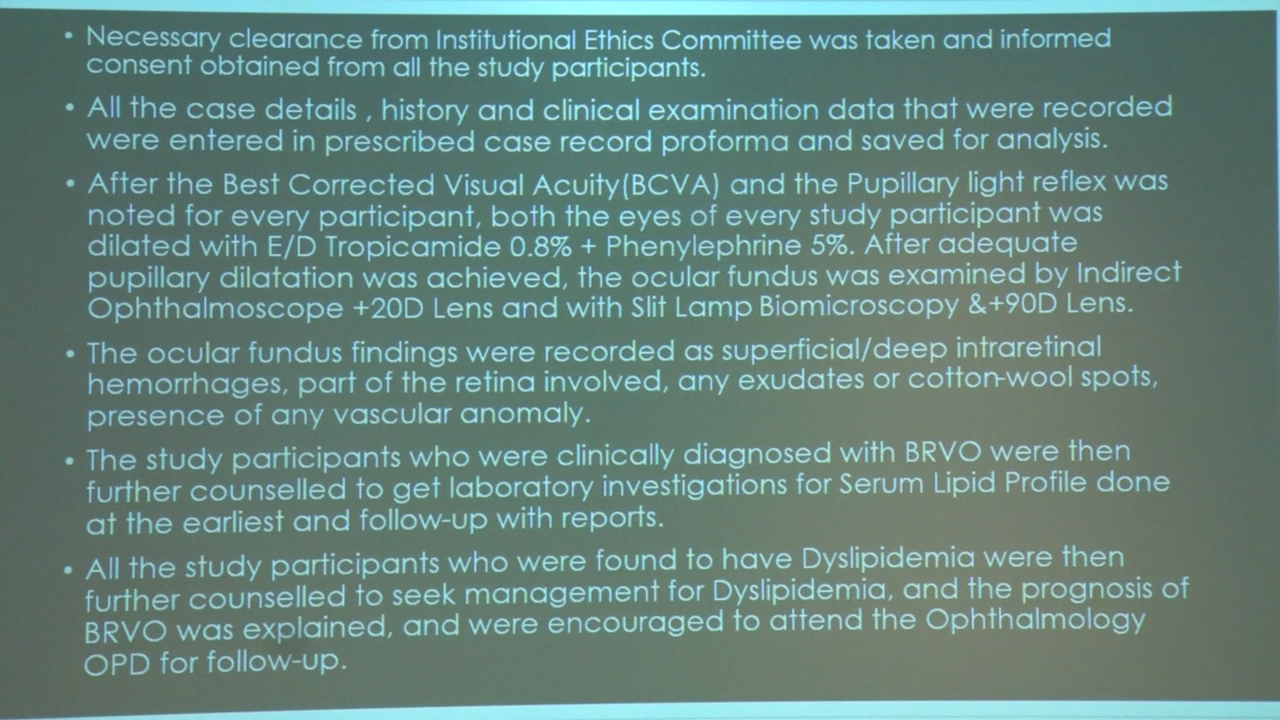 • Necessary clearance from Institutional Ethics Committee was taken and informed
consent obtained from all the study participants.
• All the case details , history and clinical examination data that were recorded
were entered in prescribed case record proforma and saved for analysis.
• After the Best Corrected Visual Acuity(BCVA) and the Pupillary light reflex was
noted for every participant, both the eyes of every study participant was
dilated with E/D Tropicamide 0.8% + Phenylephrine 5%. After adequate
pupillary dilatation was achieved, the ocular fundus was examined by Indirect
Ophthalmoscope +20D Lens and with Slit Lamp Biomicroscopy &+90D Lens.
• The ocular fundus findings were recorded as superficial/deep intraretinal
hemorrhages, part of the retina involved, any exudates or cotton-wool spots,
presence of any vascular anomaly.
• The study participants who were clinically diagnosed with BRVO were then
further counselled to get laboratory investigations for Serum Lipid Profile done
at the earliest and follow-up with reports.
• All the study participants who were found to have Dyslipidemia were then
further counselled to seek management for Dyslipidemia, and the prognosis of
BRVO was explained, and were encouraged to attend the Ophthalmology
OPD for follow-up.